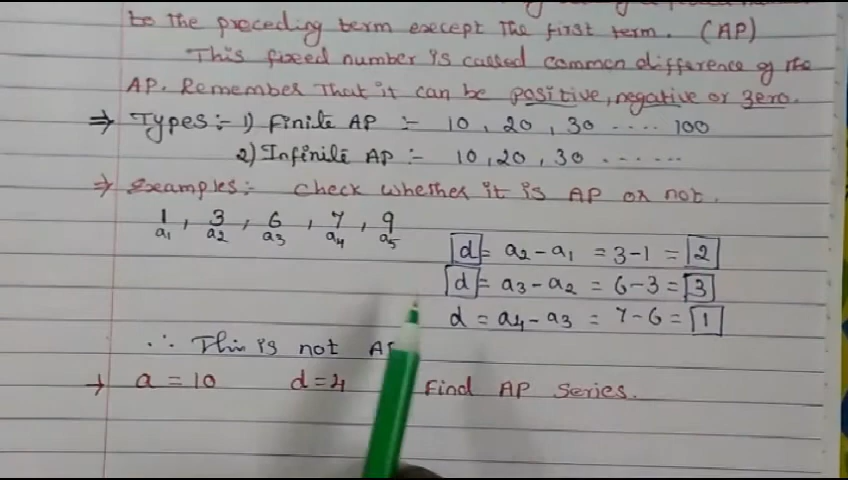 to the preceding term except the first term. (AP)
This fixed number is called common difference of the
AP. Remember that it can be positive, negative or zero.
⇒ Types:- 1) Finite AP :- 10, 20, 30 .... 100
2) Infinite AP :- 10, 20, 30 ......
⇒ examples:- Check whether it is AP or not.
1, 3, 6, 7, 9
a₁ a₂ a₃ a₄ a₅
d = a₂ - a₁ = 3-1 = 2
d = a₃ - a₂ = 6-3 = 3
d = a₄ - a₃ = 7-6 = 1
∴ This is not
→ a = 10 d = 4 Find AP series.